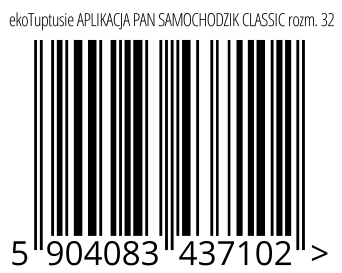 ekoTuptusie APLIKACJA PAN SAMOCHODZIK CLASSIC rozm. 32
5 904083 437102 >